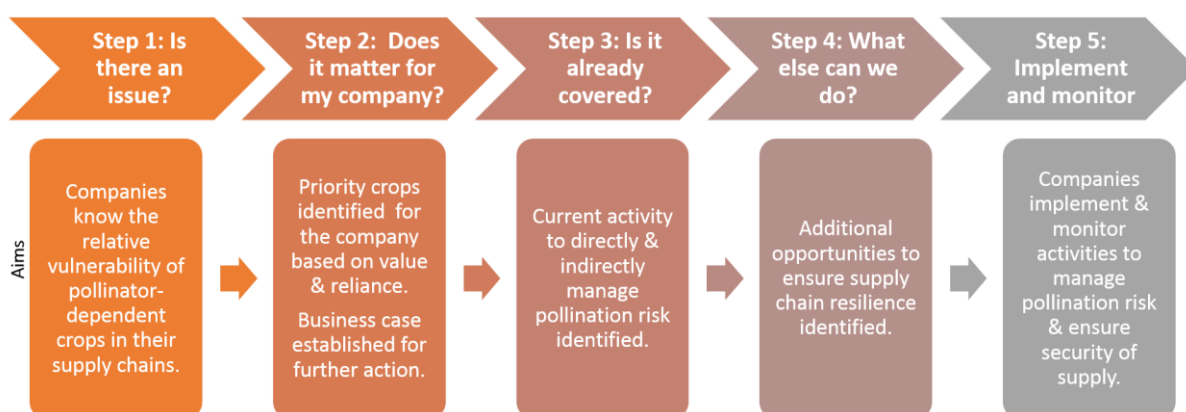 Step 1: Is
there an
issue?
Step 2:  Does
it matter for
my company?
Step 3: Is it
already
covered?
Step 4: What
else can we
do?
Step 5:
Implement
and monitor
Aims
Companies
know the
relative
vulnerability of
pollinator-
dependent
crops in their
supply chains.
Priority crops
identified  for
the company
based on value
& reliance.
Business case
established for
further action.
Current activity
to directly &
indirectly
manage
pollination risk
identified.
Additional
opportunities to
ensure supply
chain resilience
identified.
Companies
implement &
monitor
activities to
manage
pollination risk
& ensure
security of
supply.